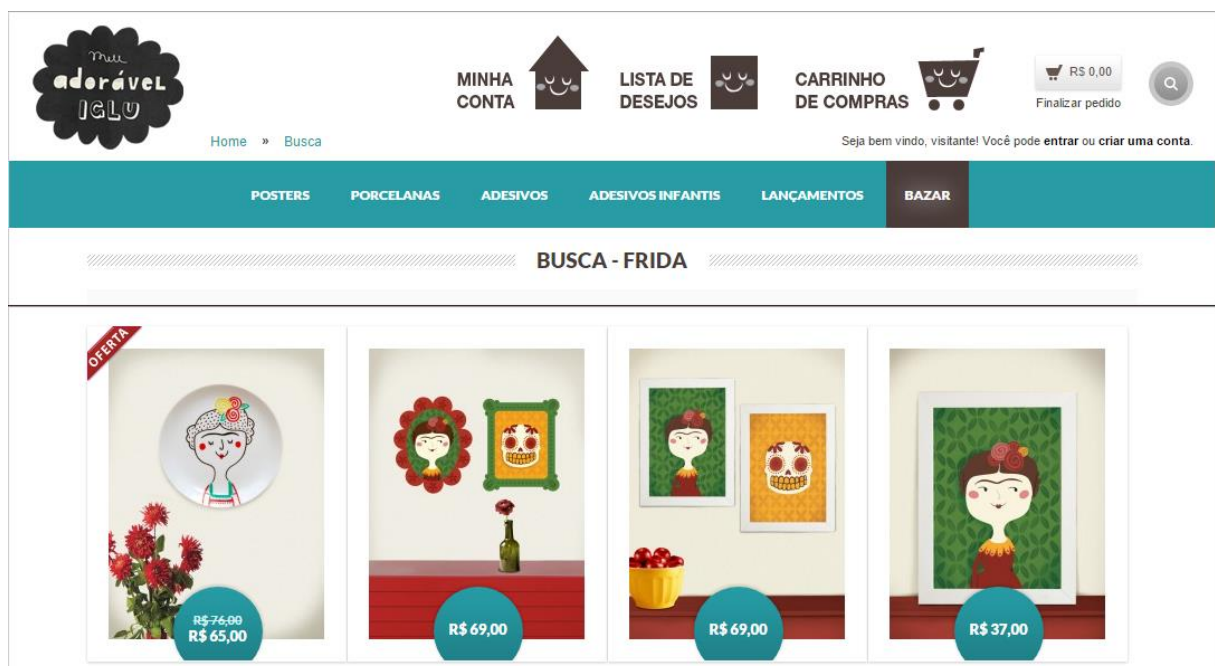 meu
adorável
IGLU
MINHA
CONTA
LISTA DE
DESEJOS
CARRINHO
DE COMPRAS
R$ 0,00
Finalizar pedido
Home » Busca
Seja bem vindo, visitante! Você pode entrar ou criar uma conta.
POSTERS PORCELANAS ADESIVOS ADESIVOS INFANTIS LANÇAMENTOS BAZAR
BUSCA - FRIDA
OFERTA
R$ 76,00
R$ 65,00
R$ 69,00
R$ 69,00
R$ 37,00